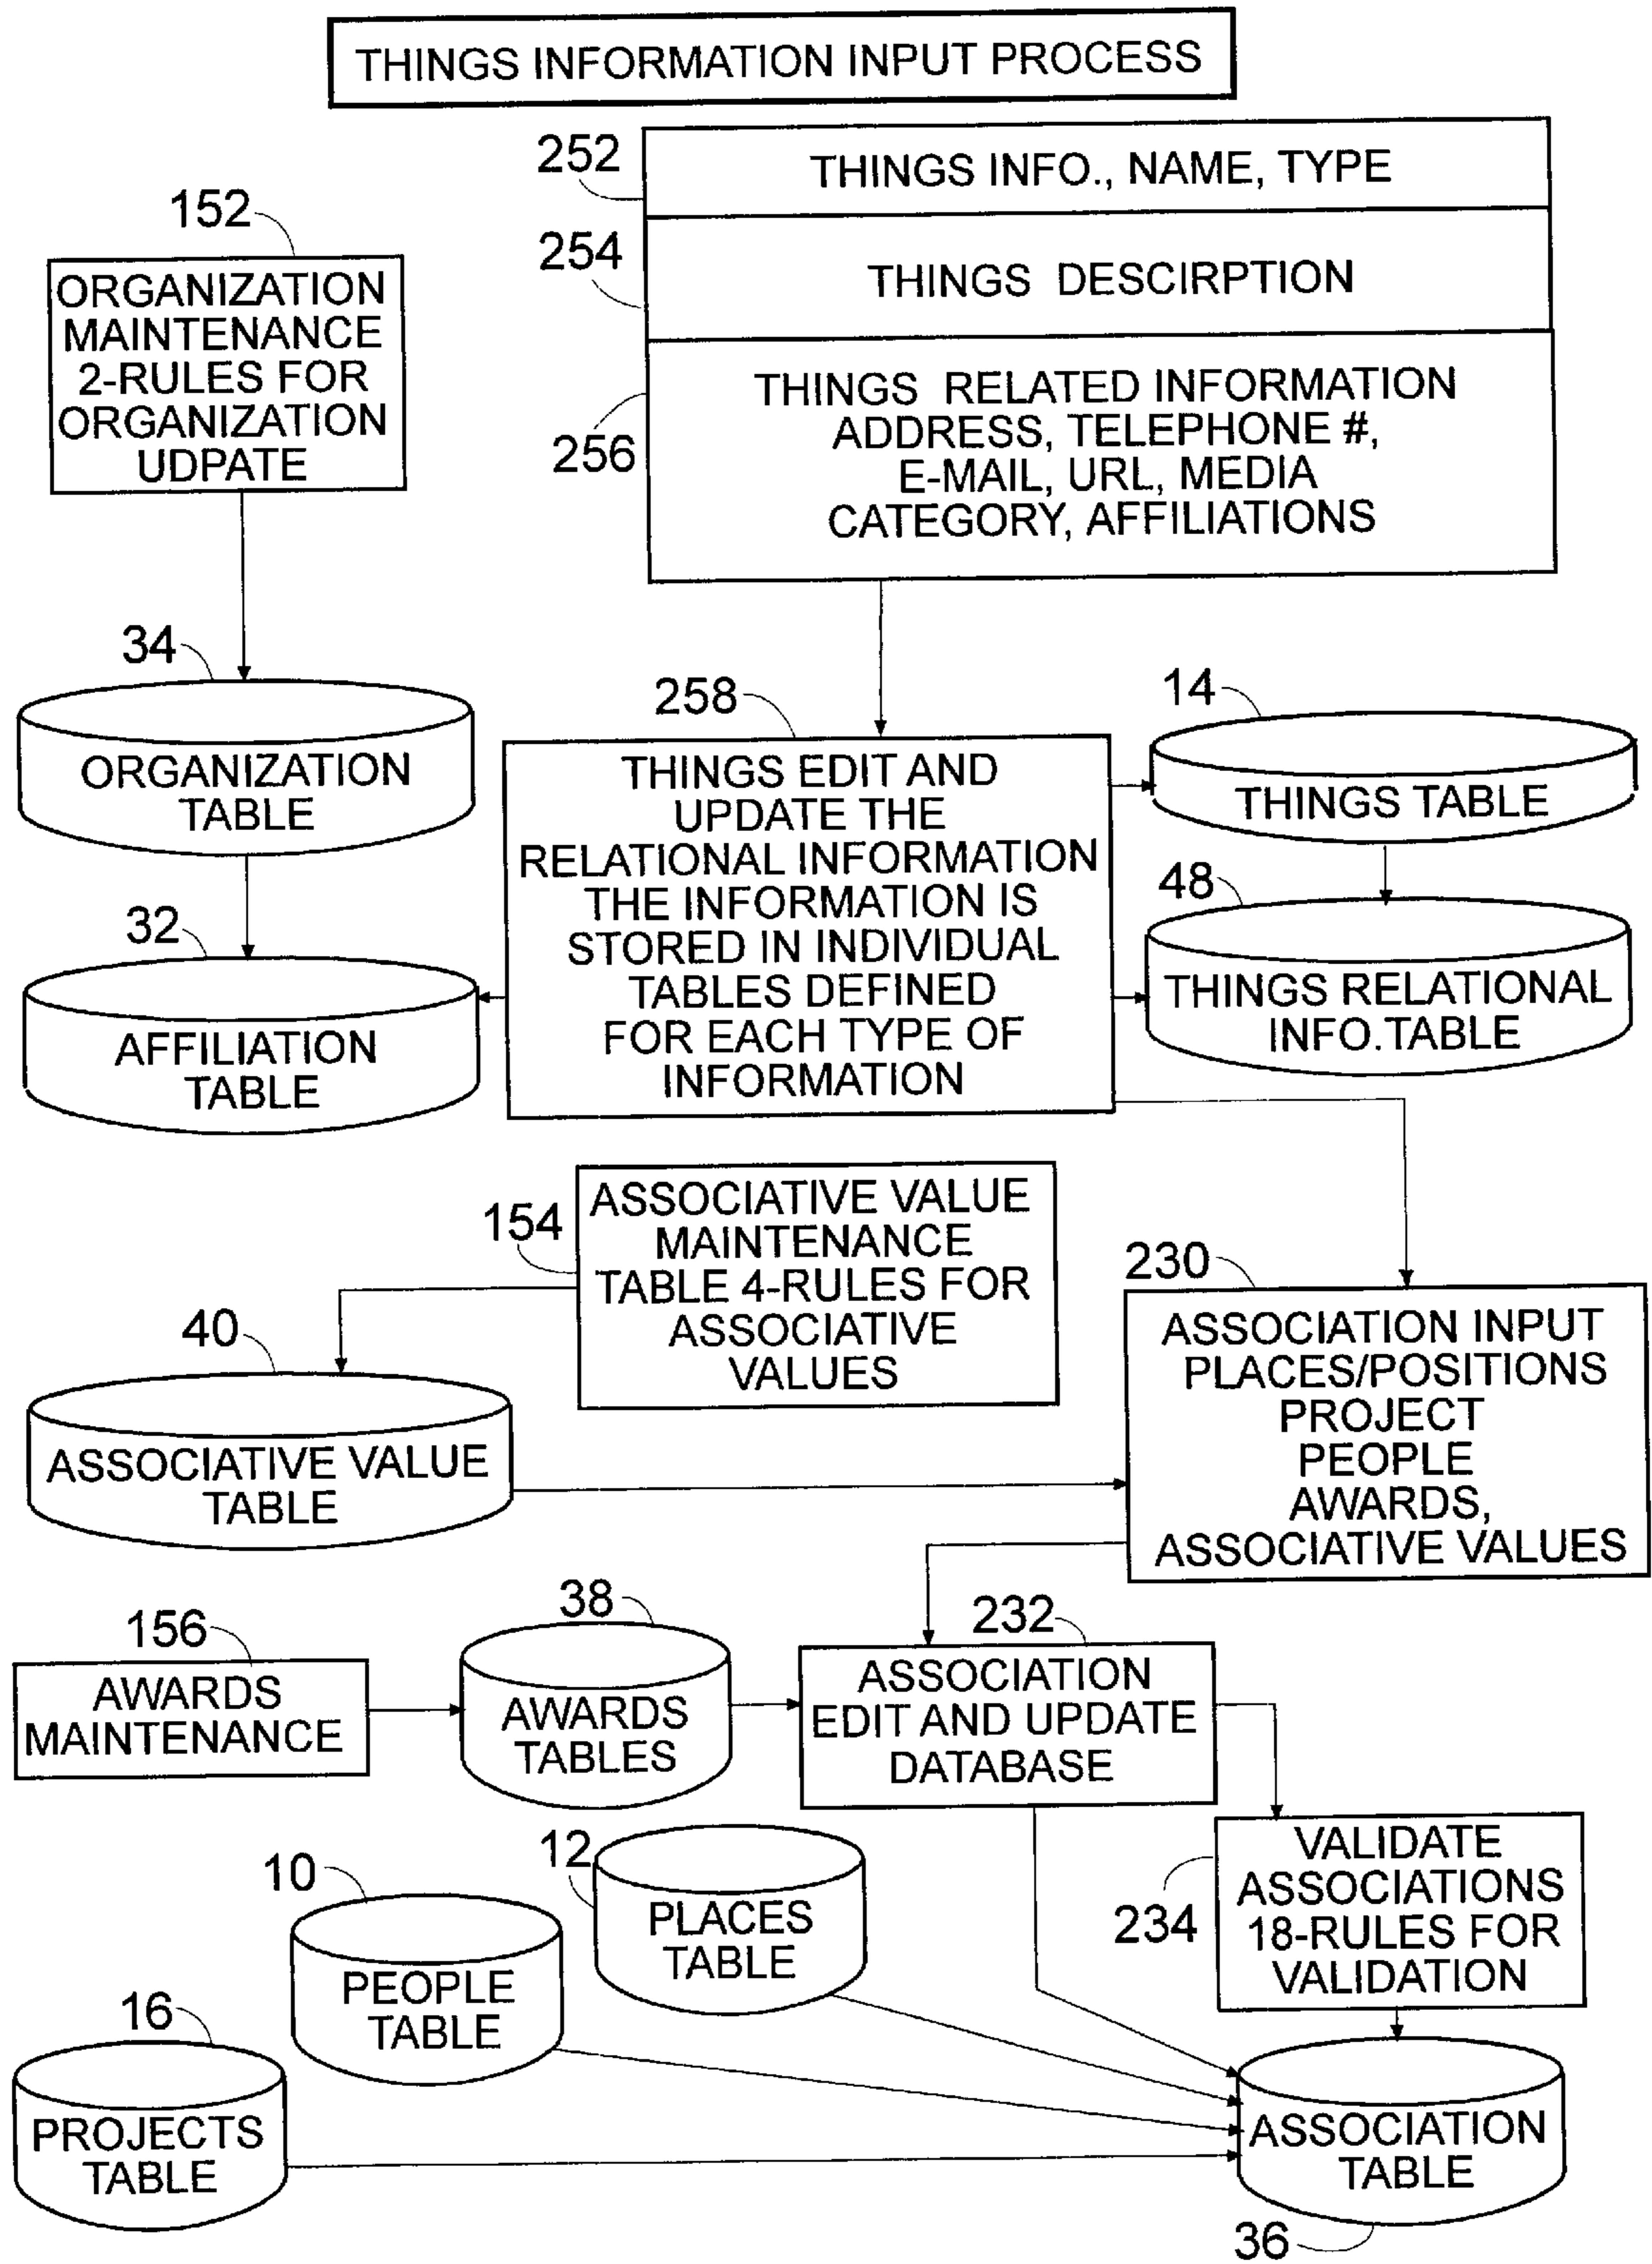 THINGS INFORMATION INPUT PROCESS
252
THINGS INFO., NAME, TYPE
254
THINGS DESCIRPTION
256
THINGS RELATED INFORMATION
ADDRESS, TELEPHONE #,
E-MAIL, URL, MEDIA
CATEGORY, AFFILIATIONS
152
ORGANIZATION
MAINTENANCE
2-RULES FOR
ORGANIZATION
UDPATE
34
ORGANIZATION
TABLE
32
AFFILIATION
TABLE
258
THINGS EDIT AND
UPDATE THE
RELATIONAL INFORMATION
THE INFORMATION IS
STORED IN INDIVIDUAL
TABLES DEFINED
FOR EACH TYPE OF
INFORMATION
14
THINGS TABLE
48
THINGS RELATIONAL
INFO.TABLE
154
ASSOCIATIVE VALUE
MAINTENANCE
TABLE 4-RULES FOR
ASSOCIATIVE
VALUES
40
ASSOCIATIVE VALUE
TABLE
230
ASSOCIATION INPUT
PLACES/POSITIONS
PROJECT
PEOPLE
AWARDS,
ASSOCIATIVE VALUES
156
AWARDS
MAINTENANCE
38
AWARDS
TABLES
232
ASSOCIATION
EDIT AND UPDATE
DATABASE
234
VALIDATE
ASSOCIATIONS
18-RULES FOR
VALIDATION
12
PLACES
TABLE
10
PEOPLE
TABLE
16
PROJECTS
TABLE
ASSOCIATION
TABLE
36